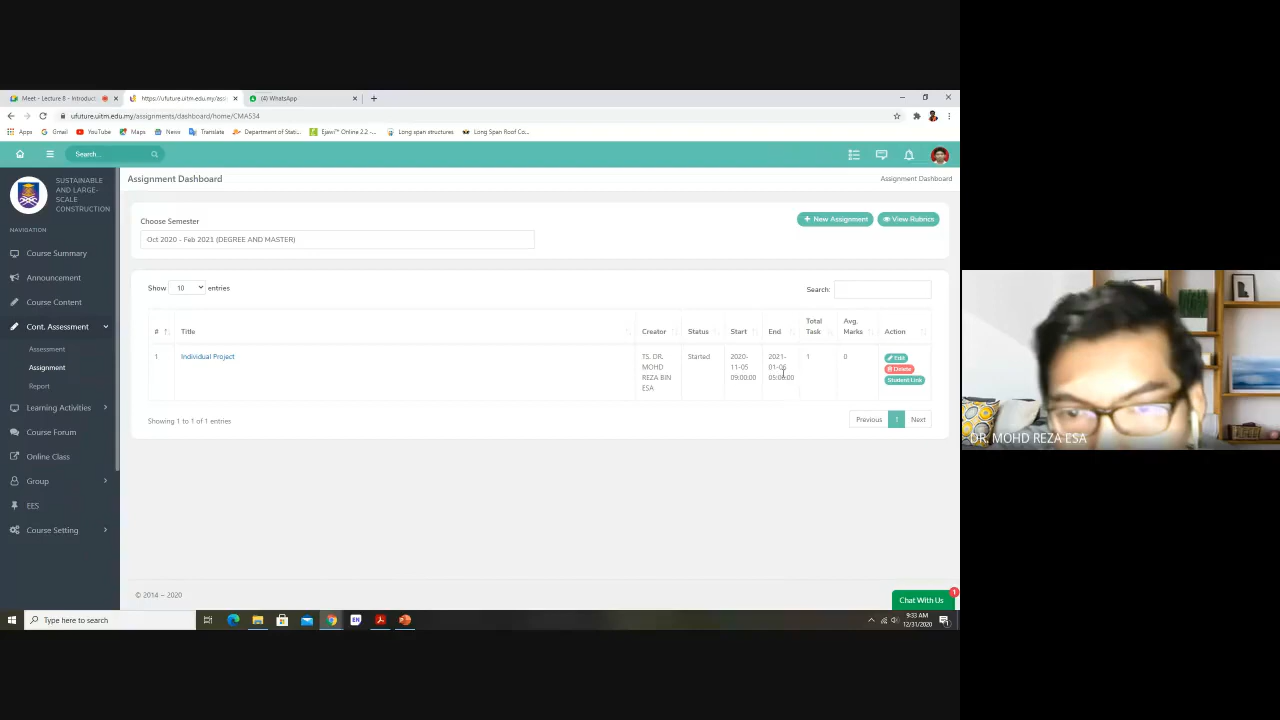 Meet - Lecture 8 - Introduct
https://ufuture.uitm.edu.my/assi
(4) WhatsApp
ufuture.uitm.edu.my/assignments/dashboard/home/CMA534
Apps Gmail YouTube Maps News Translate Department of Stati... Ejawi™ Online 2.2 -... Long span structures Long Span Roof Co...
Search...
SUSTAINABLE
AND LARGE-
SCALE
CONSTRUCTION
NAVIGATION
Course Summary
Announcement
Course Content
Cont. Assessment
Assessment
Assignment
Report
Learning Activities
Course Forum
Online Class
Group
EES
Course Setting
Assignment Dashboard
Assignment Dashboard
Choose Semester
New Assignment
View Rubrics
Oct 2020 - Feb 2021 (DEGREE AND MASTER)
Show 10 entries
Search:
# Title Creator Status Start End Total Task Avg. Marks Action
1 Individual Project
TS. DR.
MOHD
REZA BIN
ESA
Started
2020-
11-05
09:00:00
2021-
01-06
05:00:00
1
0
Edit
Delete
Student Link
Showing 1 to 1 of 1 entries
Previous 1 Next
© 2014 – 2020
Chat With Us
1
Type here to search
EN
9:33 AM
12/31/2020
DR. MOHD REZA ESA